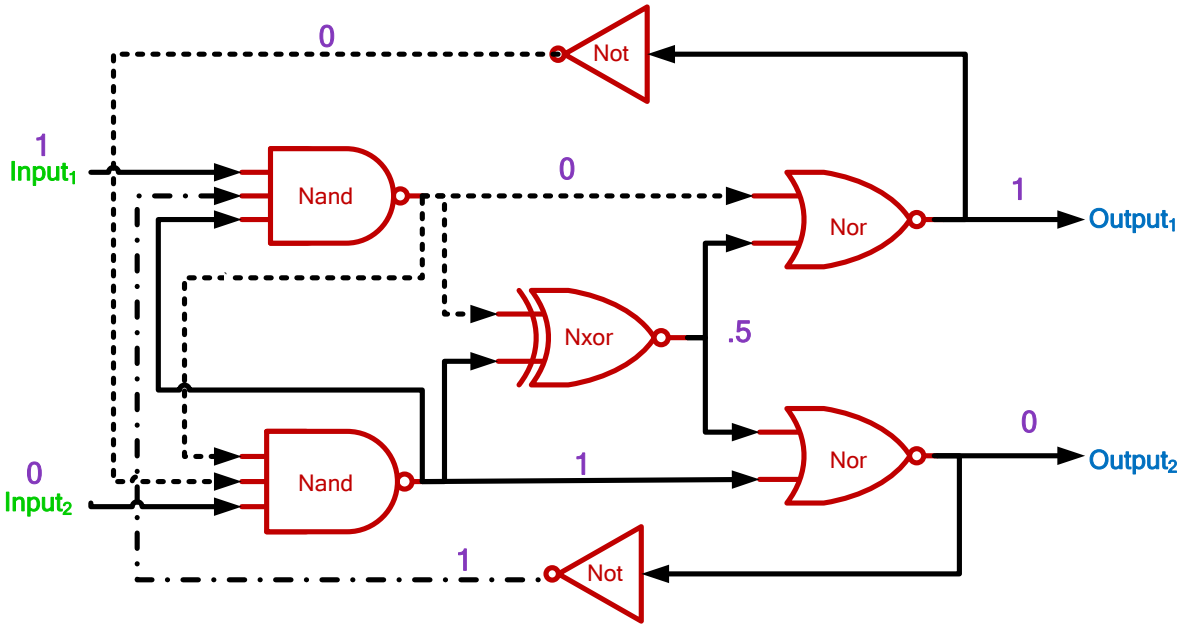 0
Not
1
Input₁
Nand
0
Nor
1
Output₁
Nxor
.5
0
Input₂
Nand
1
Nor
0
Output₂
1
Not